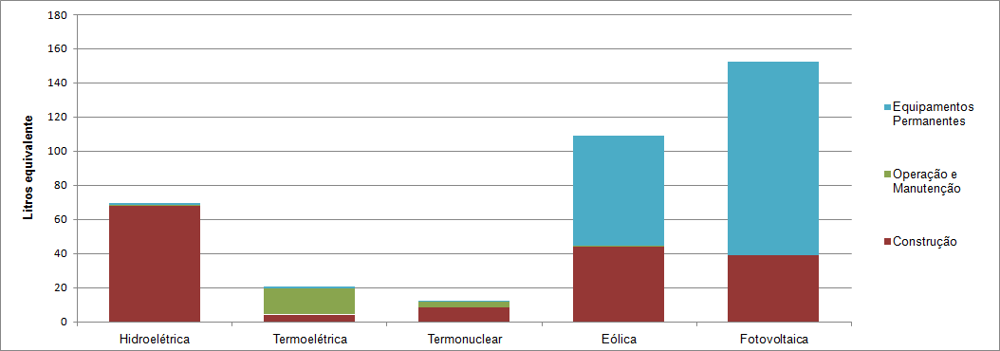 180
160
140
120
100
80
60
40
20
0
Litros equivalente
Hidroelétrica
Termoelétrica
Termonuclear
Eólica
Fotovoltaica
Equipamentos
Permanentes
Operação e
Manutenção
Construção